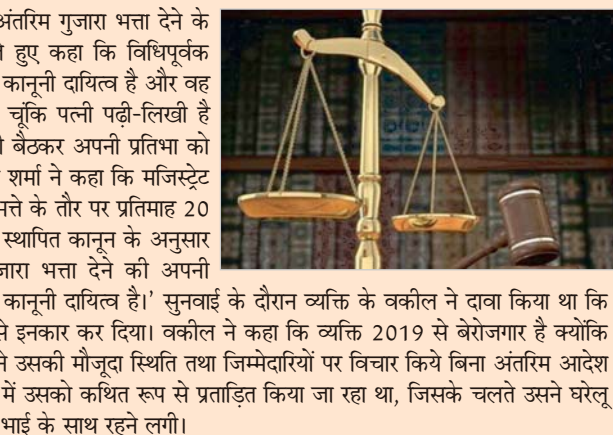 अंतरिम गुजारा भत्ता देने के
हुए कहा कि विधिपूर्वक
कानूनी दायित्व है और वह
चूंकि पत्नी पढ़ी-लिखी है
बैठकर अपनी प्रतिभा को
शर्मा ने कहा कि मजिस्ट्रेट
भत्ते के तौर पर प्रतिमाह 20
स्थापित कानून के अनुसार
भत्ता देने की अपनी
कानूनी दायित्व है।’ सुनवाई के दौरान व्यक्ति के वकील ने दावा किया था कि
से इनकार कर दिया। वकील ने कहा कि व्यक्ति 2019 से बेरोजगार है क्योंकि
ने उसकी मौजूदा स्थिति तथा जिम्मेदारियों पर विचार किये बिना अंतरिम आदेश
में उसको कथित रूप से प्रताड़ित किया जा रहा था, जिसके चलते उसने घरेलू
भाई के साथ रहने लगी।